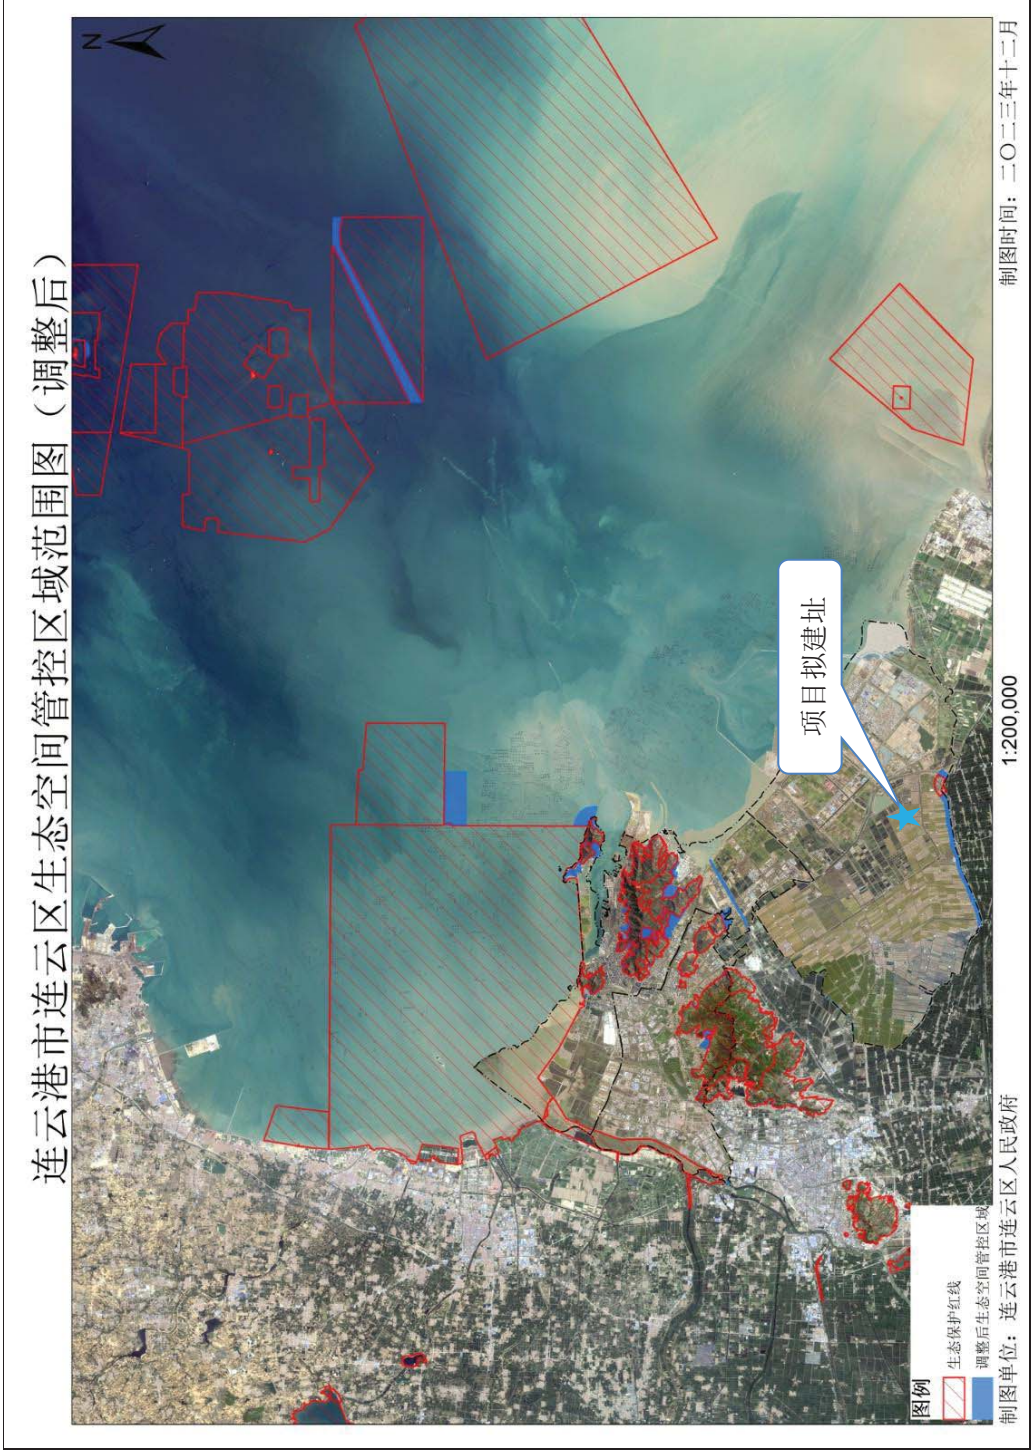 连云港市连云区生态空间管控区域范围图（调整后）
N
项目拟建址
图例
生态保护红线
调整后生态空间管控区域
制图单位：连云港市连云区人民政府
1:200,000
制图时间：二〇二三年十二月